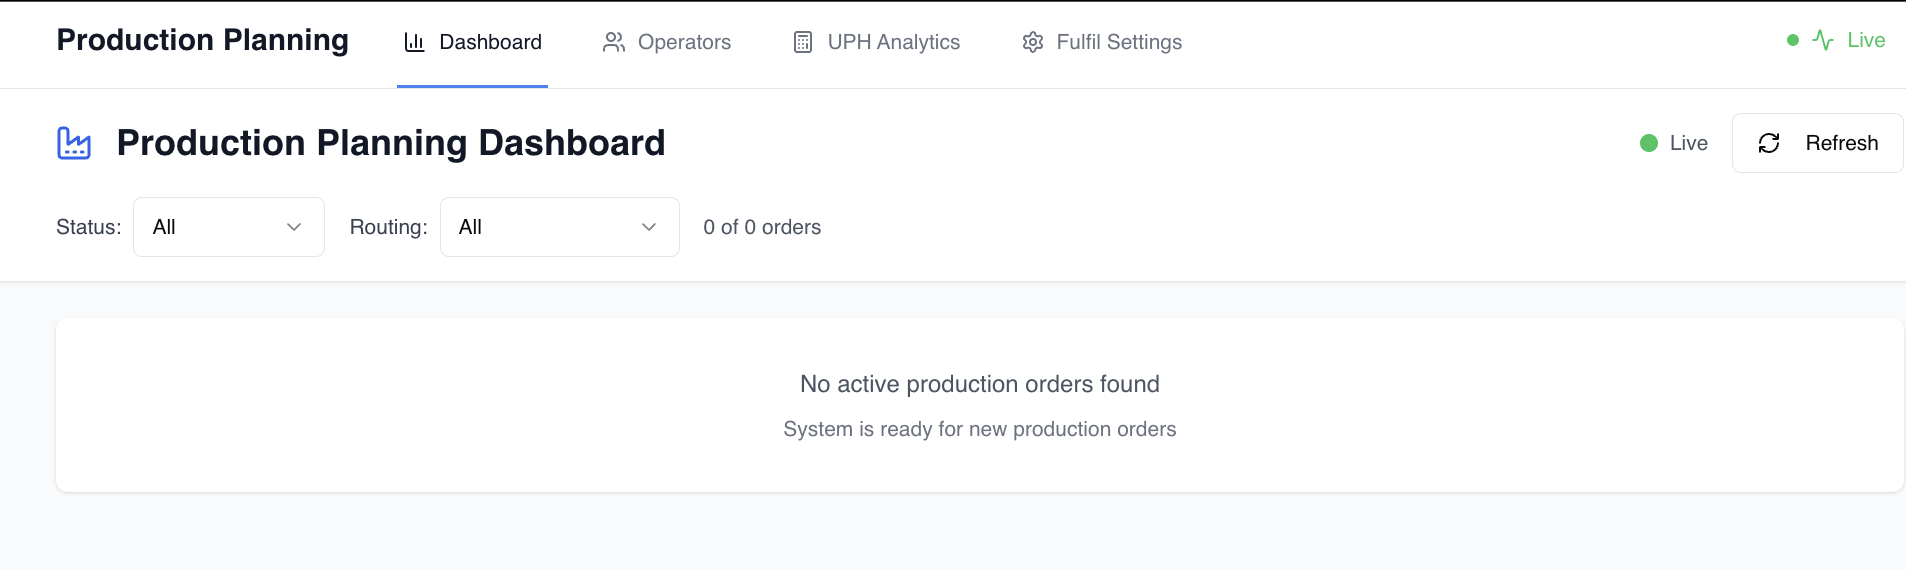 Production Planning Dashboard Operators UPH Analytics Fulfil Settings Live
Production Planning Dashboard Live Refresh
Status: All Routing: All 0 of 0 orders
No active production orders found
System is ready for new production orders